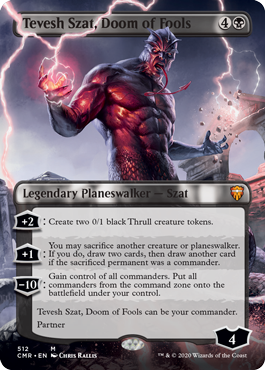 Tevesh Szat, Doom of Fools 4
Legendary Planeswalker — Szat
+2 : Create two 0/1 black Thrull creature tokens.
+1 : You may sacrifice another creature or planeswalker.
If you do, draw two cards, then draw another card
if the sacrificed permanent was a commander.
−10 : Gain control of all commanders. Put all
commanders from the command zone onto the
battlefield under your control.
Tevesh Szat, Doom of Fools can be your commander.
Partner
4
512 M
CMR • EN Chris Rallis
™ & © 2020 Wizards of the Coast